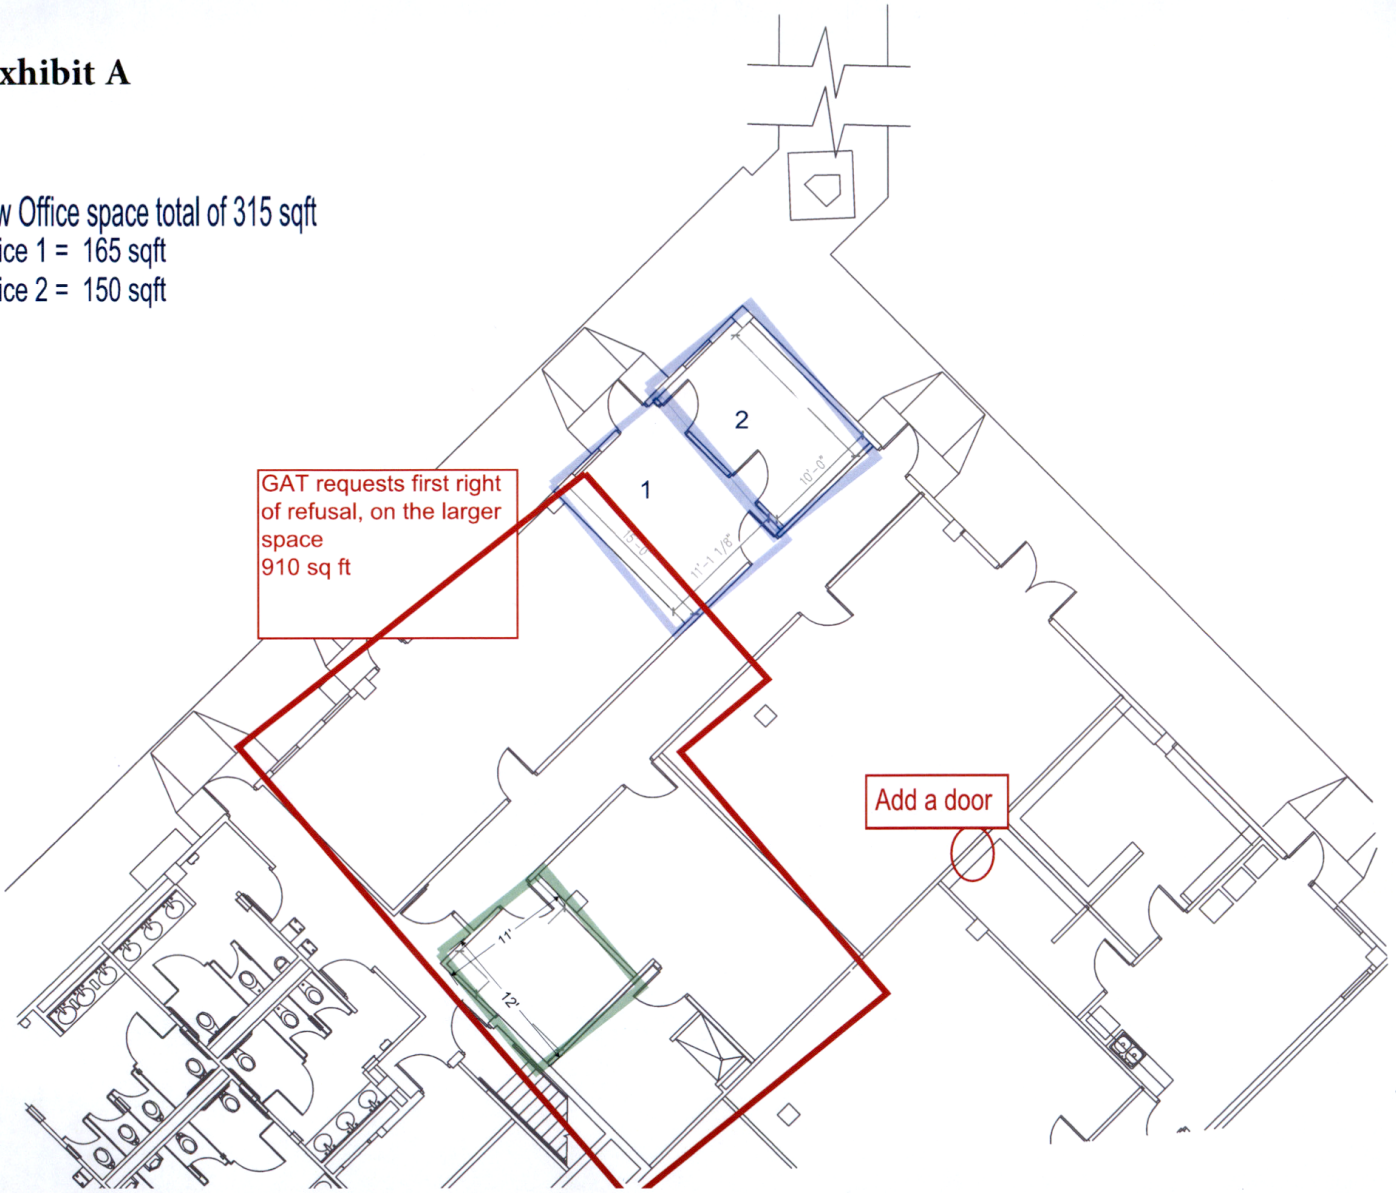 xhibit A
w Office space total of 315 sqft
ice 1 = 165 sqft
ice 2 = 150 sqft
2
10'-0"
1
GAT requests first right
of refusal, on the larger
space
910 sq ft
15'-0
11'-1 1/8"
Add a door
11'
12'